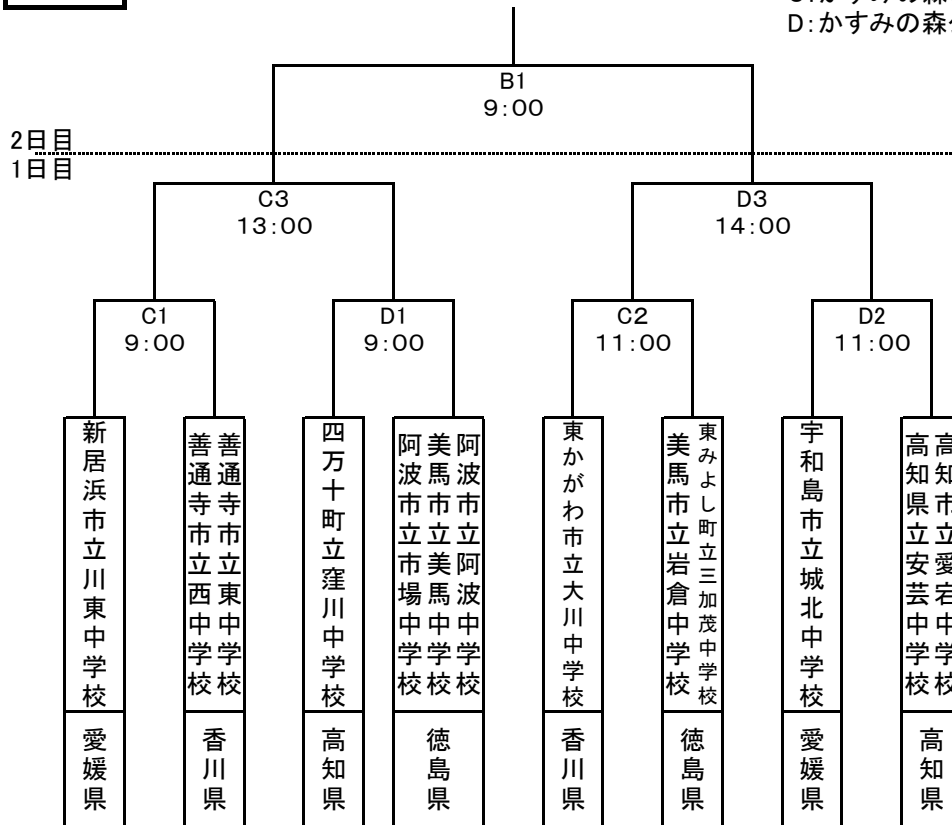 D:かすみの森
B1
9:00
2日目
1日目
C3
13:00
D3
14:00
C1
9:00
D1
9:00
C2
11:00
D2
11:00
新居浜市立川東中学校
愛媛県
善通寺市立東中学校
善通寺市立西中学校
香川県
四万十町立窪川中学校
高知県
阿波市立阿波中学校
美馬市立美馬中学校
阿波市立市場中学校
徳島県
東かがわ市立大川中学校
香川県
東みよし町立三加茂中学校
美馬市立岩倉中学校
徳島県
宇和島市立城北中学校
愛媛県
高知市立愛宕中学校
高知県立安芸中学校
高知県